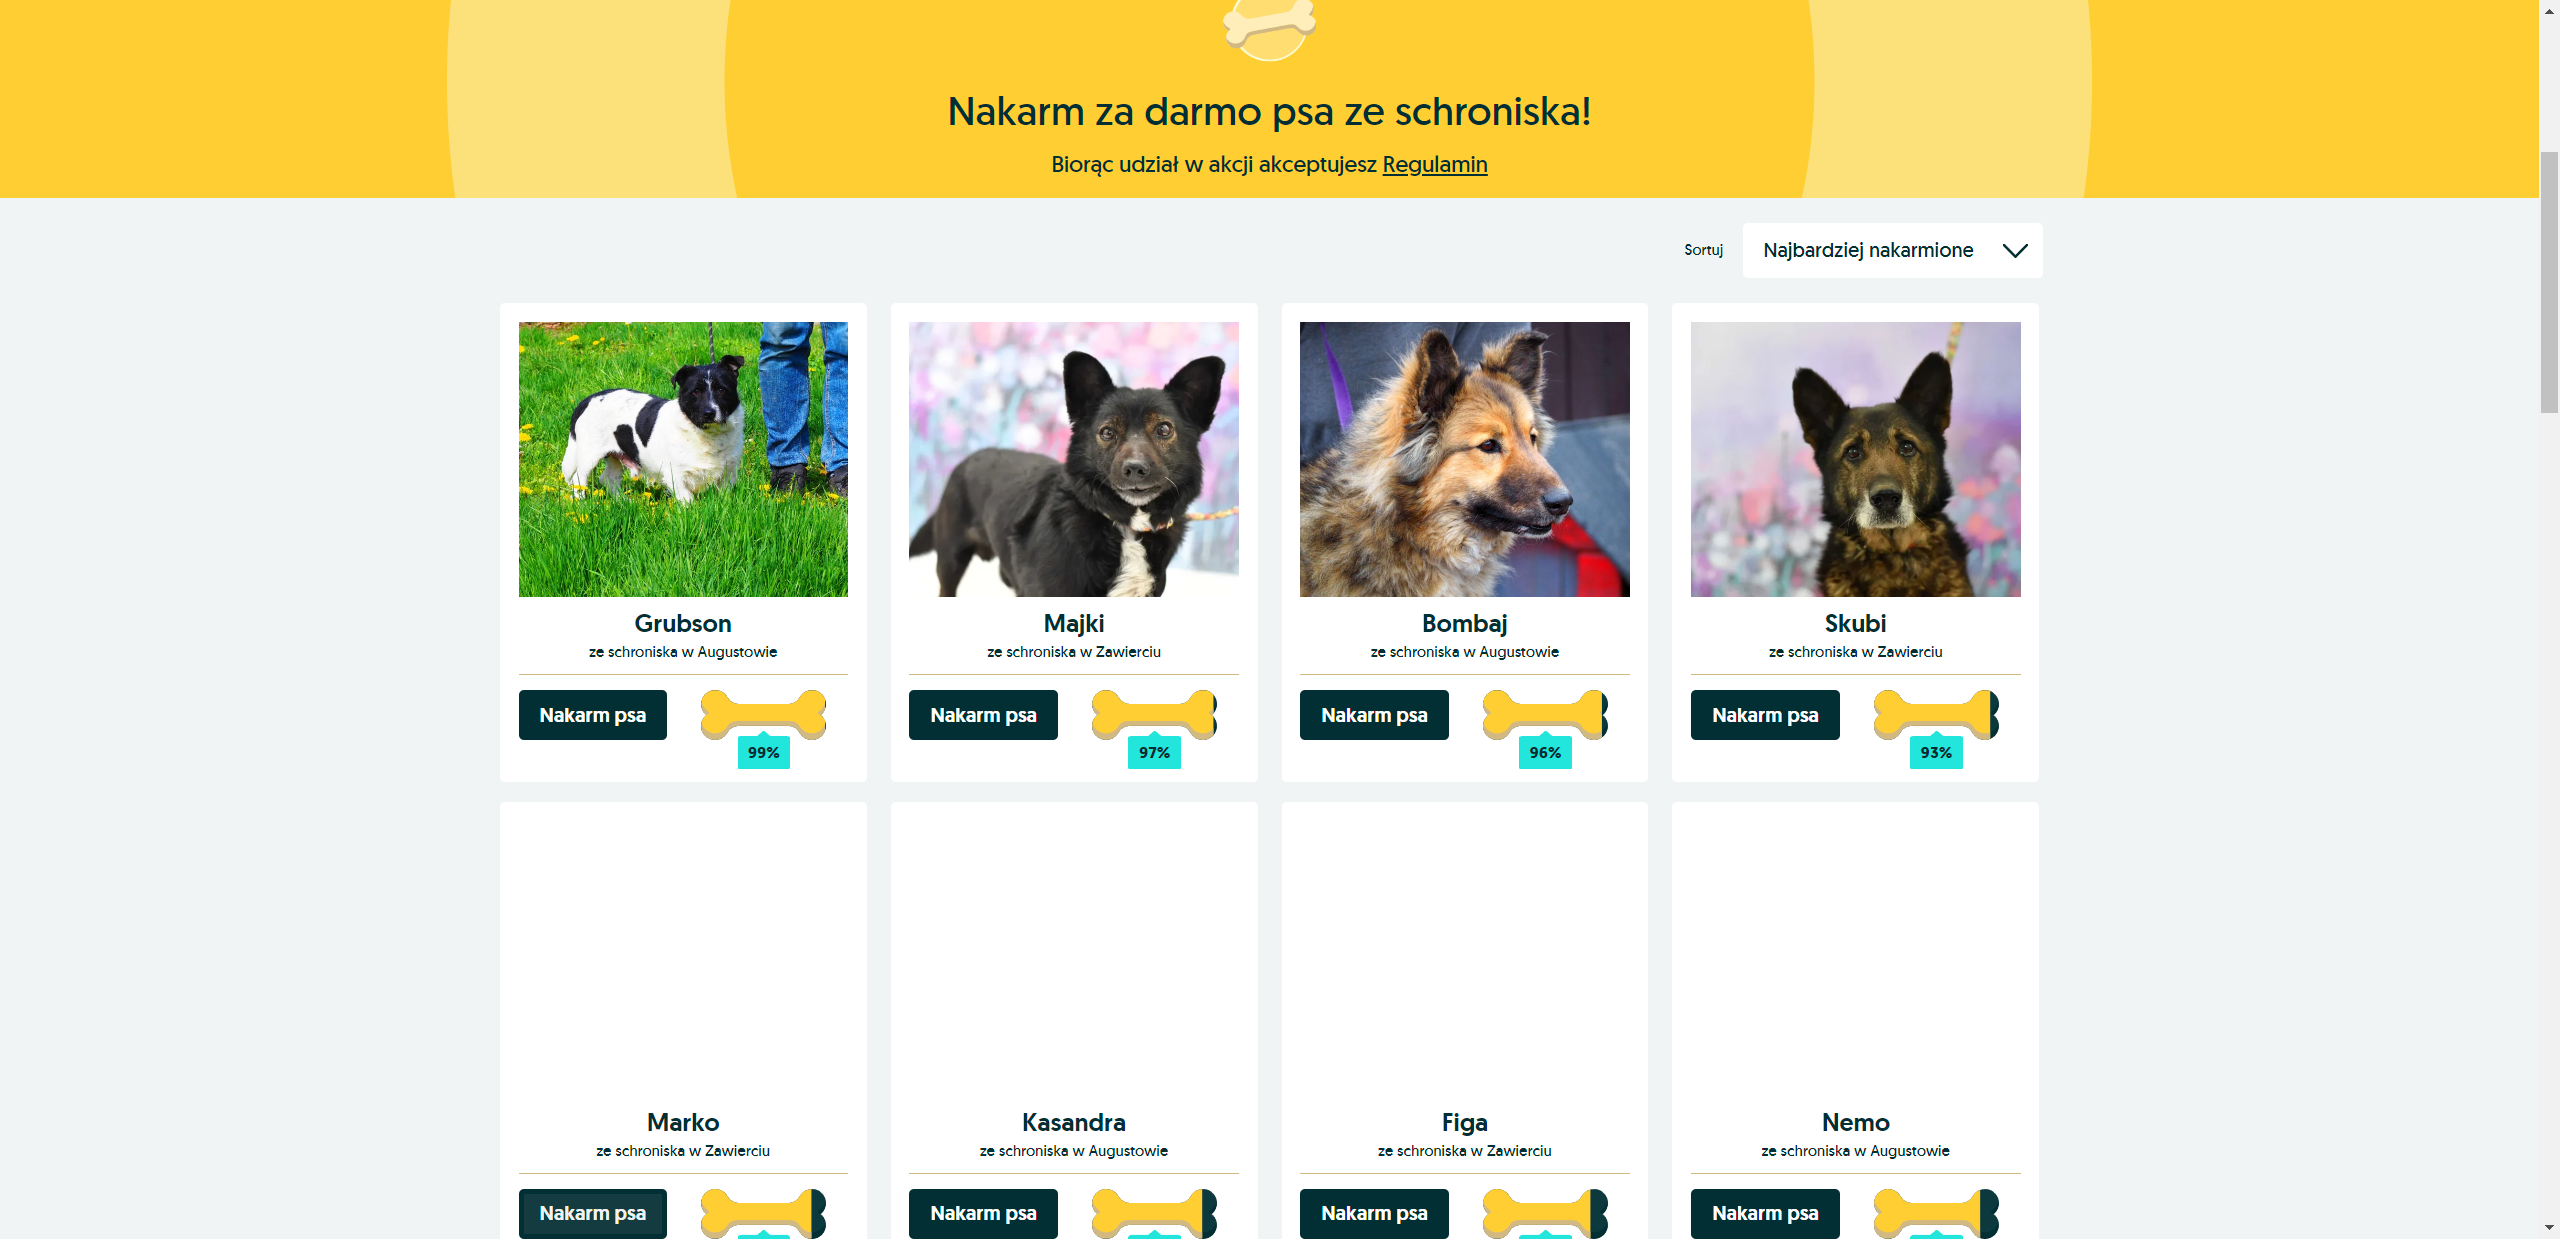 Nakarm za darmo psa ze schroniska!
Biorąc udział w akcji akceptujesz Regulamin
Sortuj Najbardziej nakarmione
Grubson
ze schroniska w Augustowie
Nakarm psa
99%
Majki
ze schroniska w Zawierciu
Nakarm psa
97%
Bombaj
ze schroniska w Augustowie
Nakarm psa
96%
Skubi
ze schroniska w Zawierciu
Nakarm psa
93%
Marko
ze schroniska w Zawierciu
Nakarm psa
Kasandra
ze schroniska w Augustowie
Nakarm psa
Figa
ze schroniska w Zawierciu
Nakarm psa
Nemo
ze schroniska w Augustowie
Nakarm psa